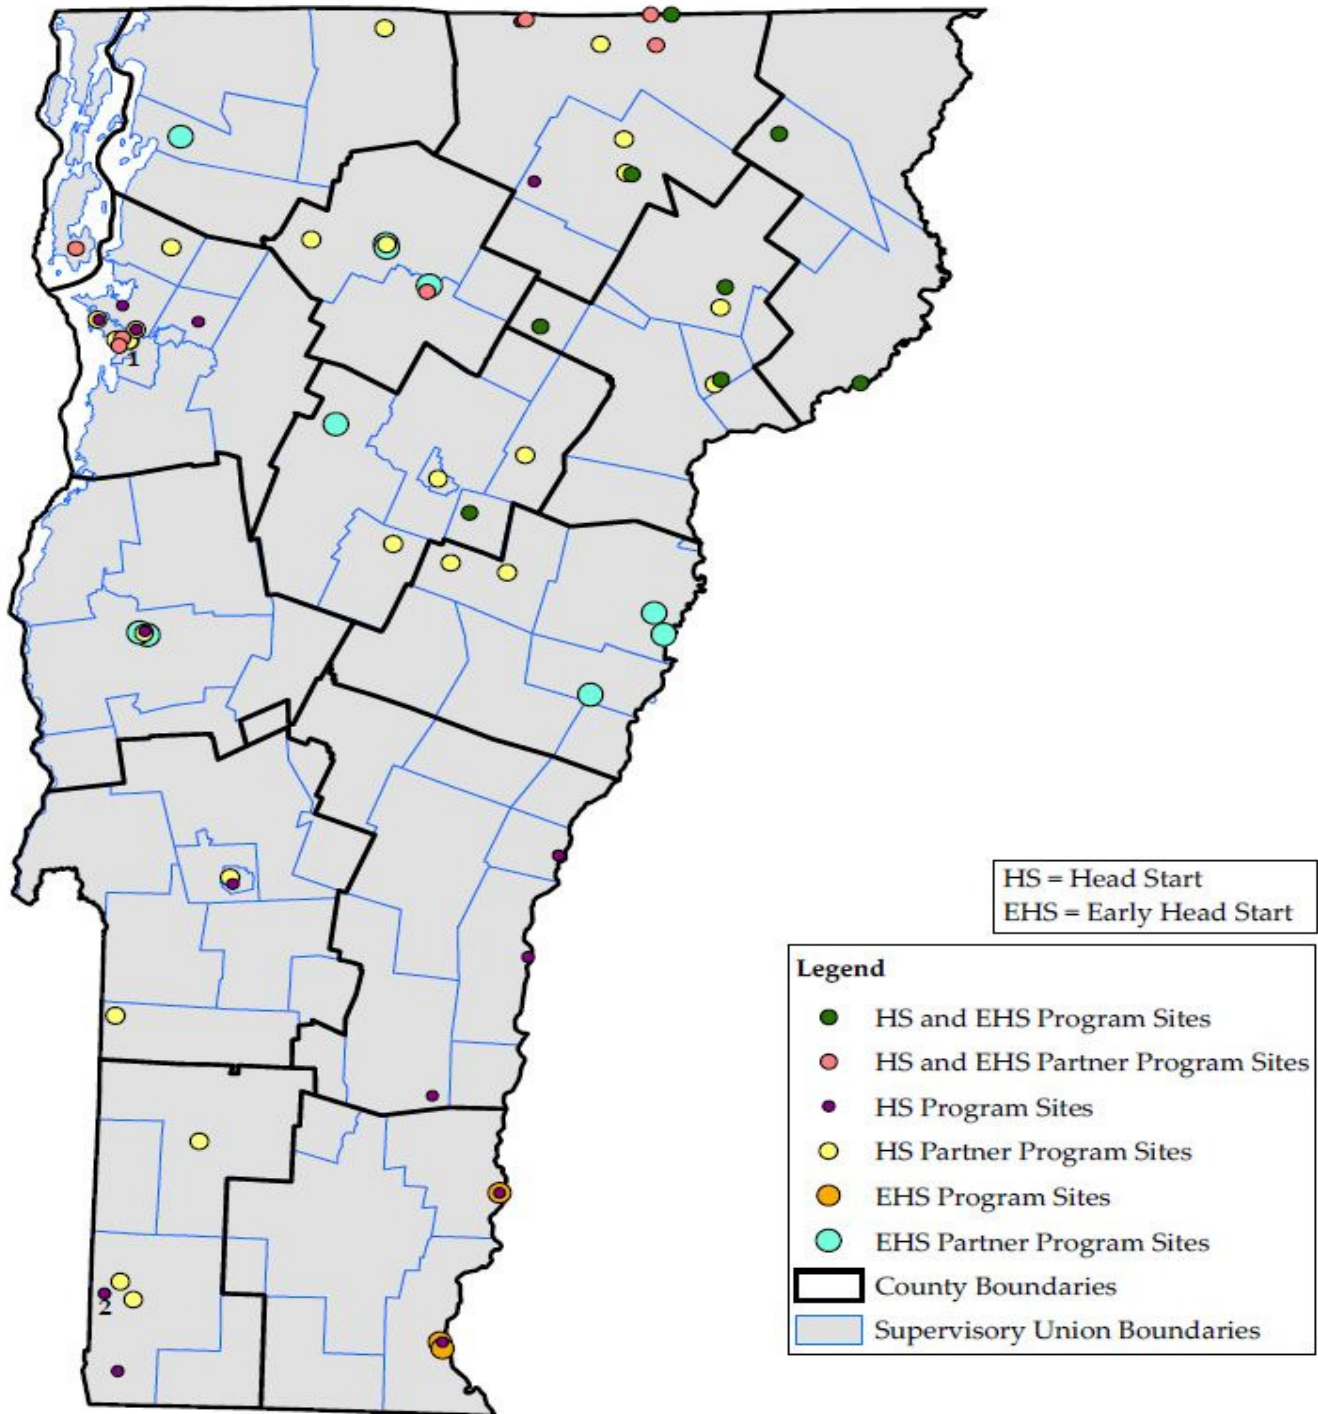 1
HS = Head Start
EHS = Early Head Start
Legend
HS and EHS Program Sites
HS and EHS Partner Program Sites
HS Program Sites
HS Partner Program Sites
EHS Program Sites
EHS Partner Program Sites
County Boundaries
Supervisory Union Boundaries
2